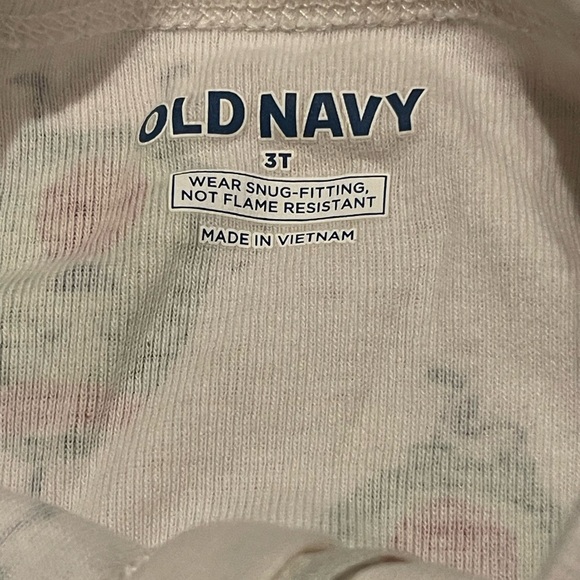 OLD NAVY
3T
WEAR SNUG-FITTING,
NOT FLAME RESISTANT
MADE IN VIETNAM